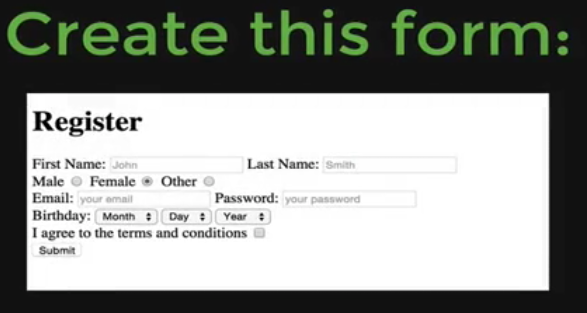 Create this form:
Register
First Name: John Last Name: Smith
Male Female Other
Email: your email Password: your password
Birthday: Month Day Year
I agree to the terms and conditions
Submit